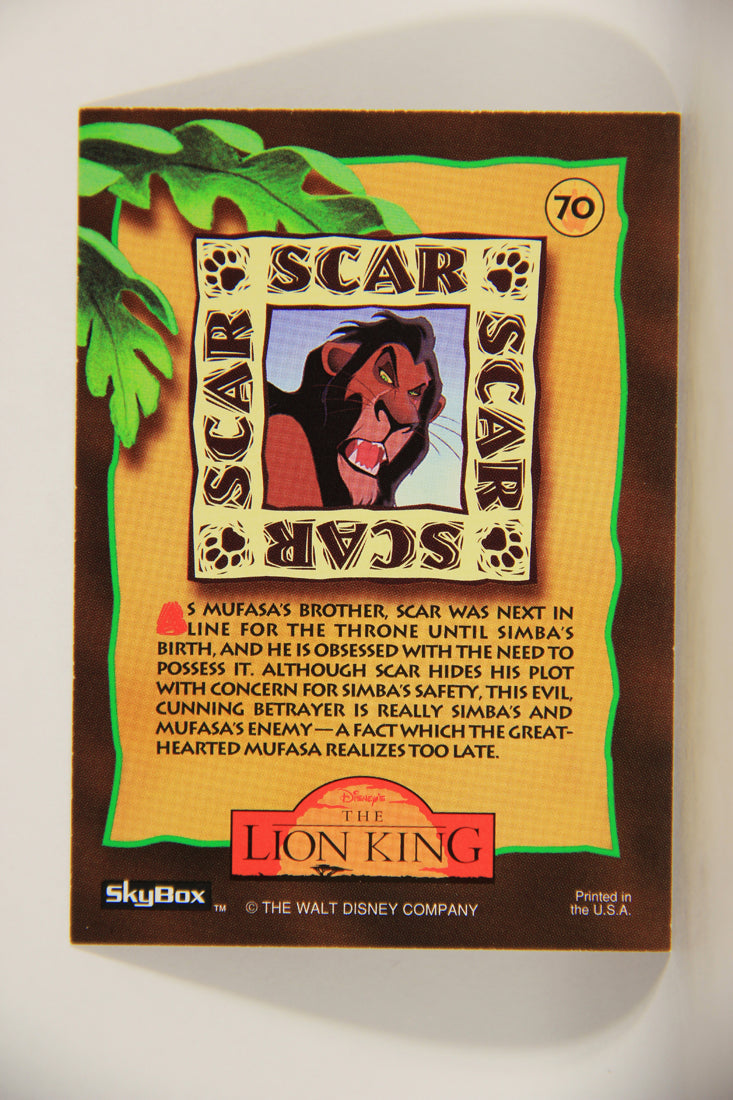 70
SCAR
SCAR
SCAR
SCAR
AS MUFASA'S BROTHER, SCAR WAS NEXT IN
LINE FOR THE THRONE UNTIL SIMBA'S
BIRTH, AND HE IS OBSESSED WITH THE NEED TO
POSSESS IT. ALTHOUGH SCAR HIDES HIS PLOT
WITH CONCERN FOR SIMBA'S SAFETY, THIS EVIL,
CUNNING BETRAYER IS REALLY SIMBA'S AND
MUFASA'S ENEMY—A FACT WHICH THE GREAT-
HEARTED MUFASA REALIZES TOO LATE.
DISNEY'S
THE
LION KING
SkyBox™
© THE WALT DISNEY COMPANY
Printed in
the U.S.A.